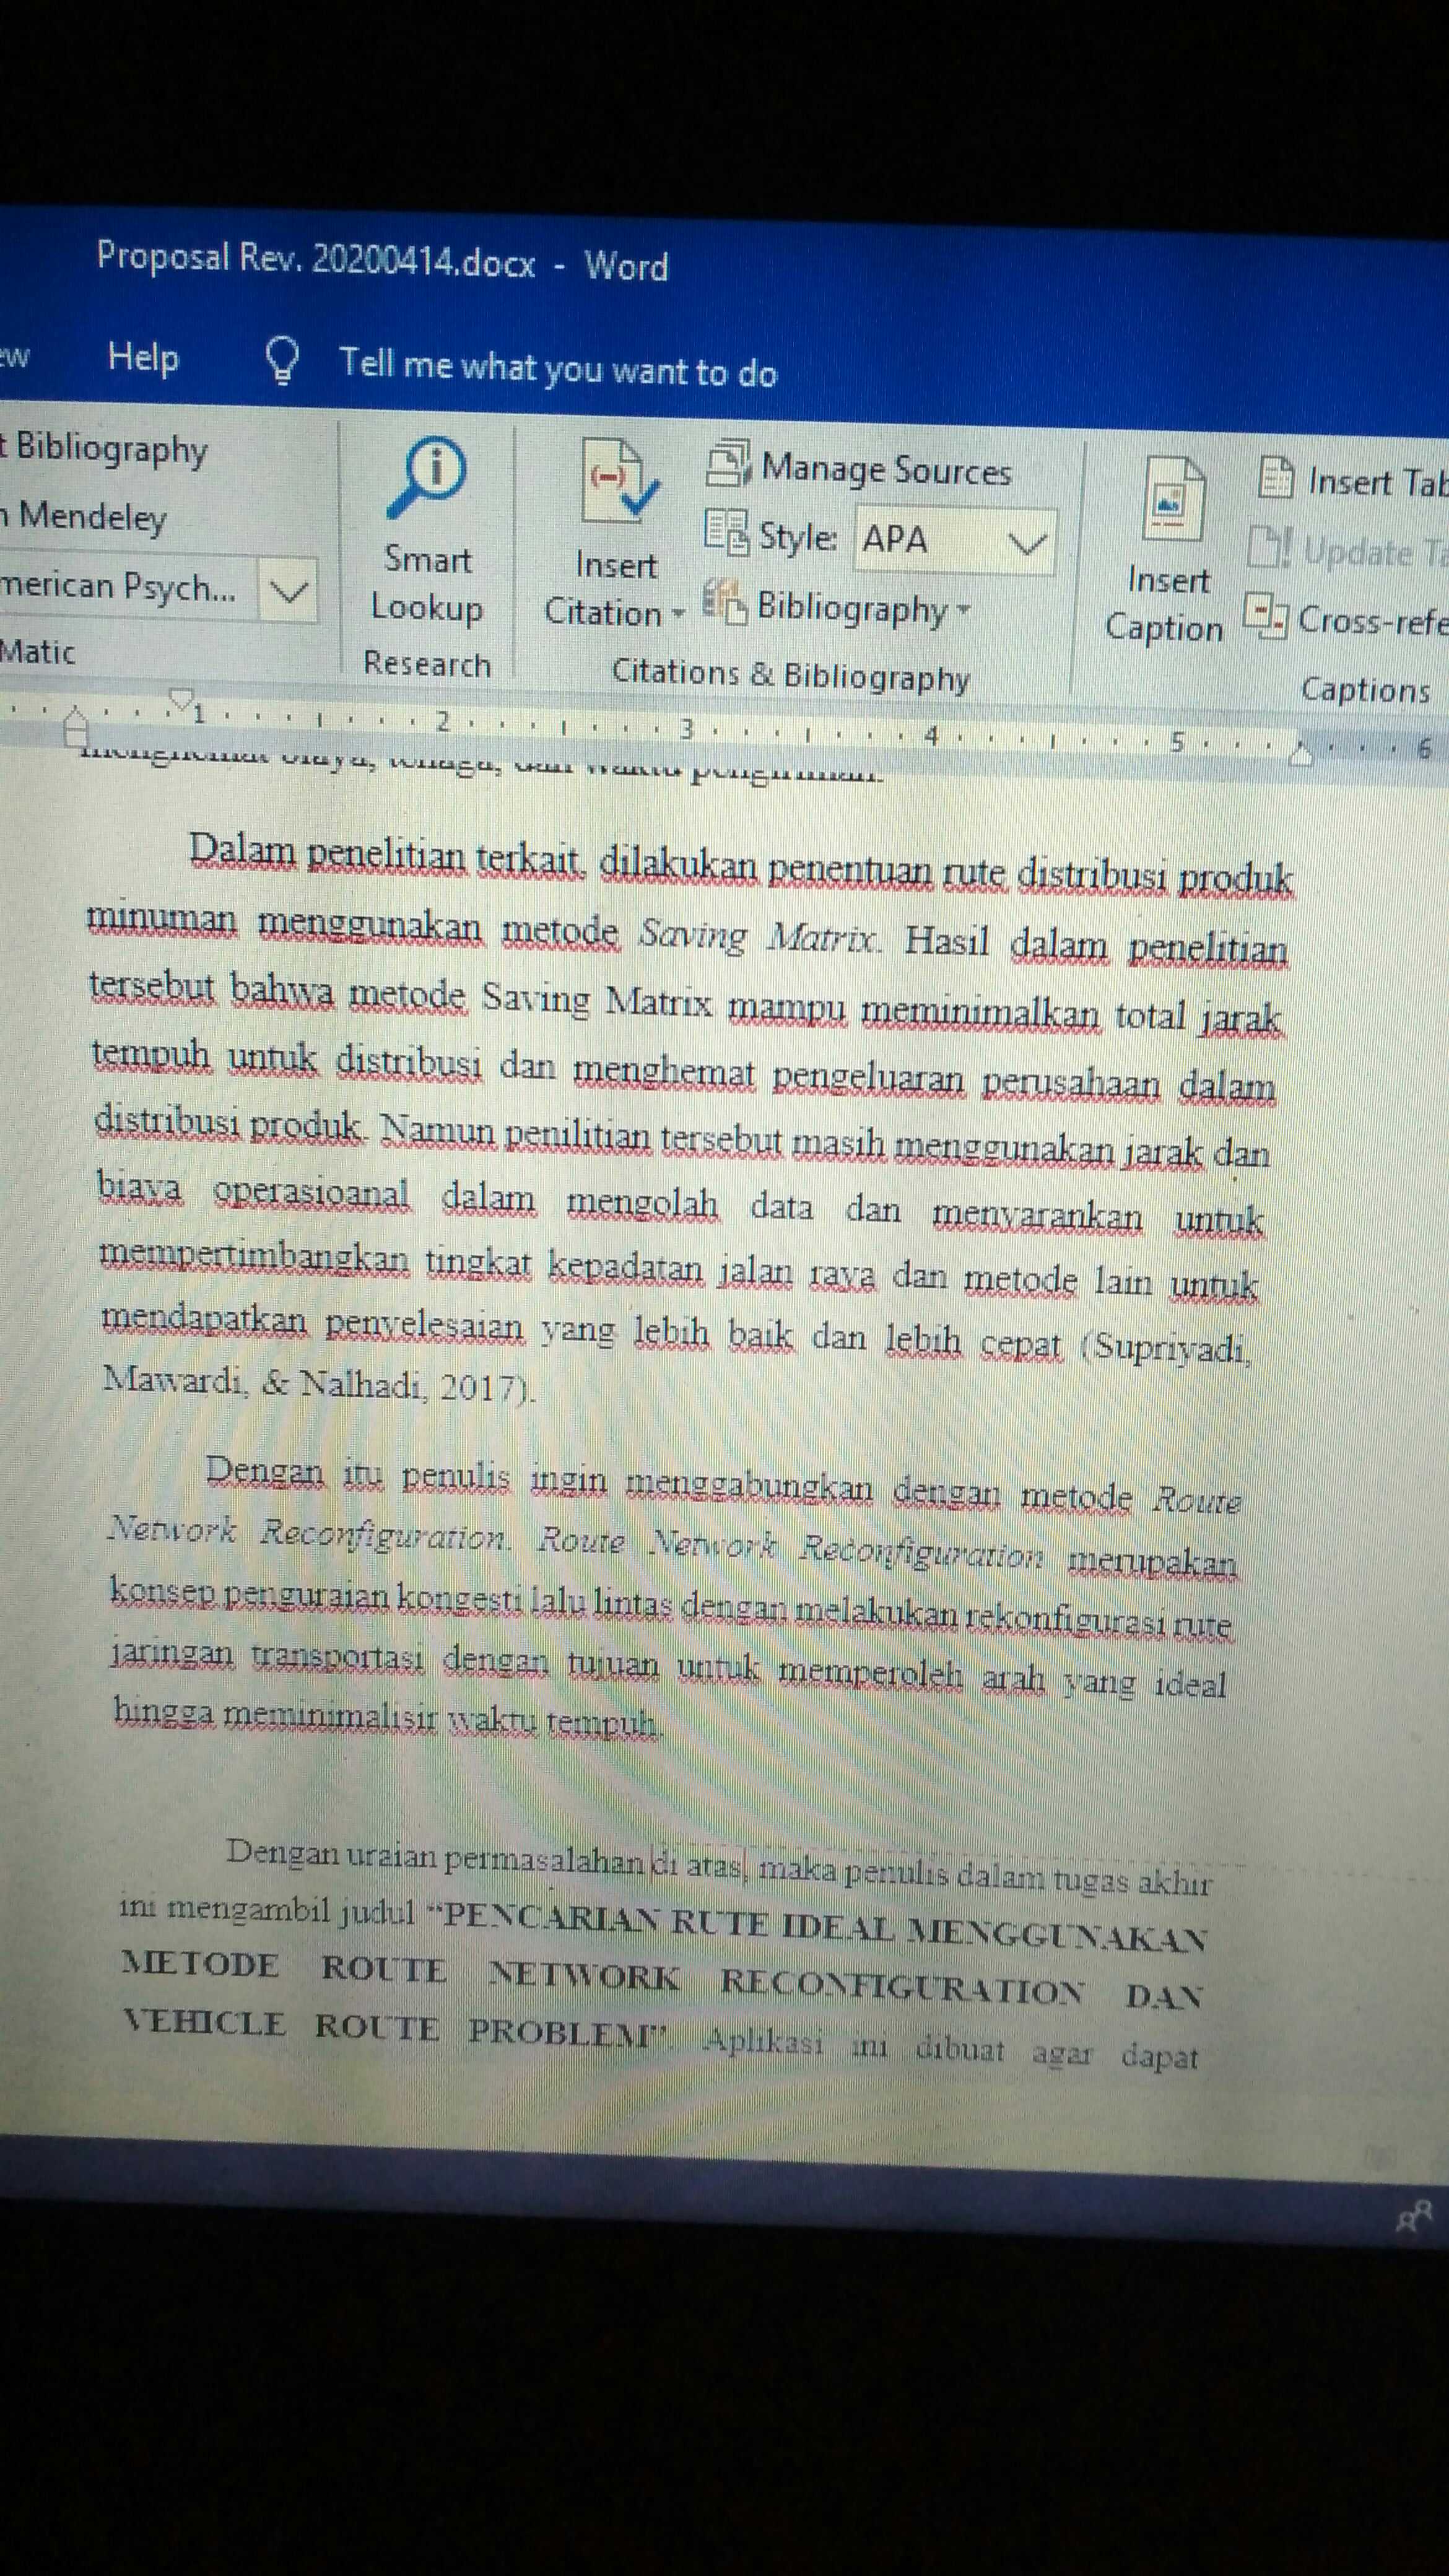 Proposal Rev. 20200414.docx - Word
ew Help Tell me what you want to do
t Bibliography
n Mendeley
merican Psych...
Matic
Smart
Lookup
Research
Insert
Citation
Manage Sources
Style: APA
Bibliography
Citations & Bibliography
Insert
Caption
Insert Tab
Update Ta
Cross-refe
Captions
1 2 3 4 5 6
Dalam penelitian terkait, dilakukan penentuan rute distribusi produk
minuman menggunakan metode Saving Matrix. Hasil dalam penelitian
tersebut bahwa metode Saving Matrix mampu meminimalkan total jarak
tempuh untuk distribusi dan menghemat pengeluaran perusahaan dalam
distribusi produk. Namun penilitian tersebut masih menggunakan jarak dan
biaya operasioanal dalam mengolah data dan menyarankan untuk
mempertimbangkan tingkat kepadatan jalan raya dan metode lain untuk
mendapatkan penyelesaian yang lebih baik dan lebih cepat (Supriyadi,
Mawardi, & Nalhadi, 2017).
Dengan itu penulis ingin menggabungkan dengan metode Route
Network Reconfiguration. Route Network Reconfiguration merupakan
konsep penguraian kongesti lalu lintas dengan melakukan rekonfigurasi rute
jaringan transportasi dengan tujuan untuk memperoleh arah yang ideal
hingga meminimalisir waktu tempuh.
Dengan uraian permasalahan di atas, maka penulis dalam tugas akhir
ini mengambil judul “PENCARIAN RUTE IDEAL MENGGUNAKAN
METODE ROUTE NETWORK RECONFIGURATION DAN
VEHICLE ROUTE PROBLEM”. Aplikasi ini dibuat agar dapat